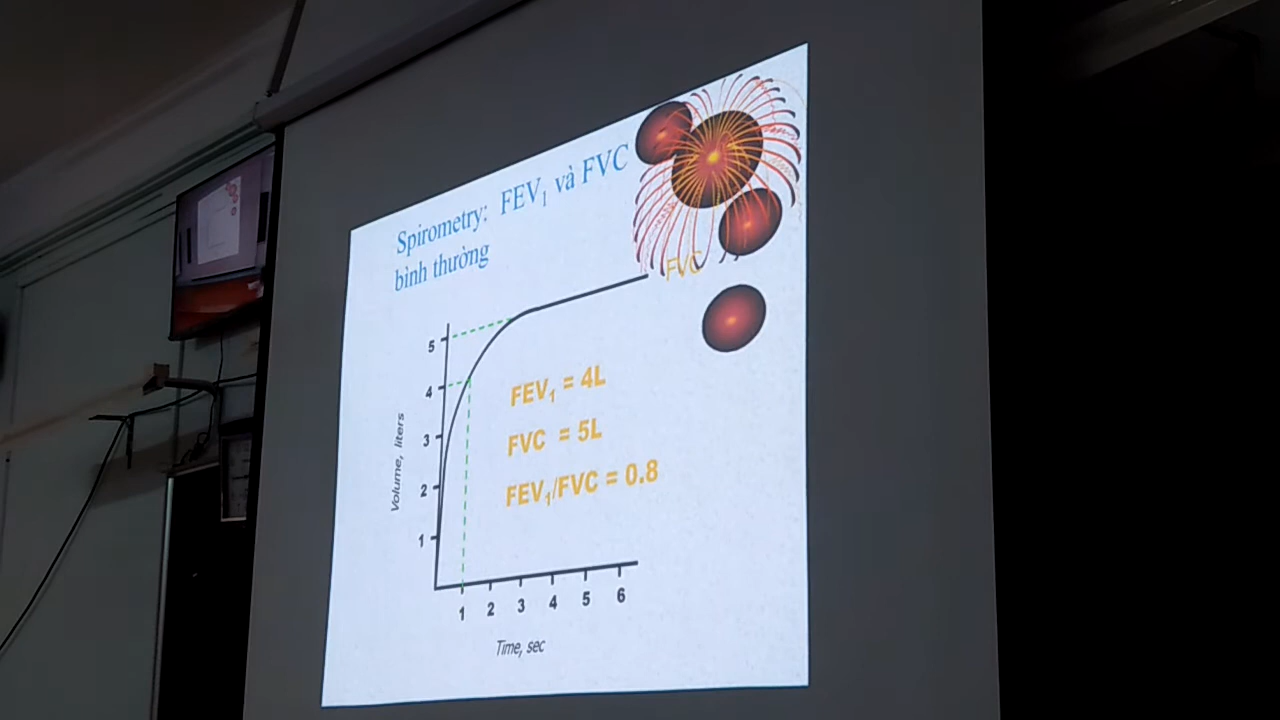 Spirometry: FEV₁ và FVC
bình thường
FVC
5
4
3
2
1
Volume, liters
FEV₁ = 4L
FVC = 5L
FEV₁/FVC = 0.8
1 2 3 4 5 6
Time, sec